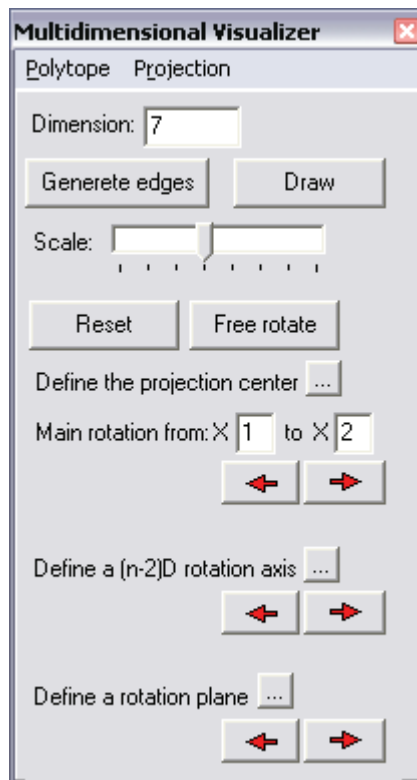 Multidimensional Visualizer
Polytope Projection
Dimension: 7
Generete edges Draw
Scale:
Reset Free rotate
Define the projection center ...
Main rotation from: X 1 to X 2
Define a (n-2)D rotation axis ...
Define a rotation plane ...